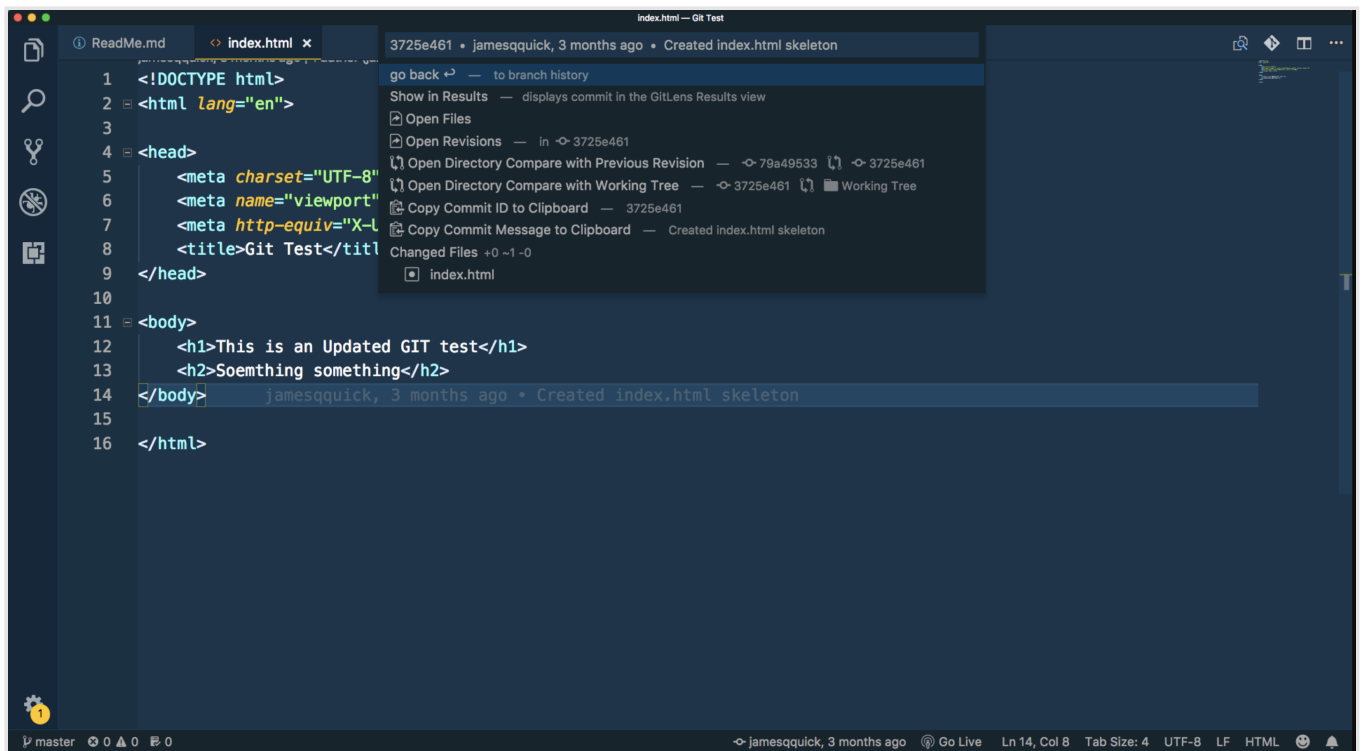 index.html — Git Test
ReadMe.md
index.html ×
3725e461 • jamesqquick, 3 months ago • Created index.html skeleton
go back ↩ — to branch history
Show in Results — displays commit in the GitLens Results view
Open Files
Open Revisions — in 3725e461
Open Directory Compare with Previous Revision — 79a49533 3725e461
Open Directory Compare with Working Tree — 3725e461 Working Tree
Copy Commit ID to Clipboard — 3725e461
Copy Commit Message to Clipboard — Created index.html skeleton
Changed Files +0 ~1 -0
index.html
1 <!DOCTYPE html>
2 <html lang="en">
3
4 <head>
5 <meta charset="UTF-8"
6 <meta name="viewport"
7 <meta http-equiv="X-U
8 <title>Git Test</titl
9 </head>
10
11 <body>
12 <h1>This is an Updated GIT test</h1>
13 <h2>Soemthing something</h2>
14 </body> jamesqquick, 3 months ago • Created index.html skeleton
15
16 </html>
1
master 0 0 0 jamesqquick, 3 months ago Go Live Ln 14, Col 8 Tab Size: 4 UTF-8 LF HTML